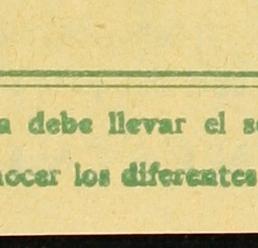 a debe llevar el s
nocer los diferentes